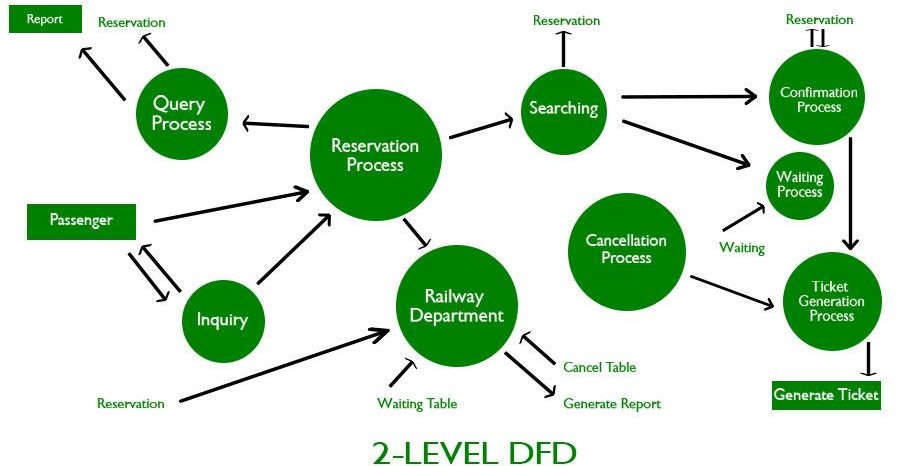 Report
Reservation
Reservation
Reservation
Query
Process
Reservation
Process
Searching
Confirmation
Process
Waiting
Process
Passenger
Cancellation
Process
Waiting
Inquiry
Railway
Department
Ticket
Generation
Process
Cancel Table
Reservation
Waiting Table
Generate Report
Generate Ticket
2-LEVEL DFD